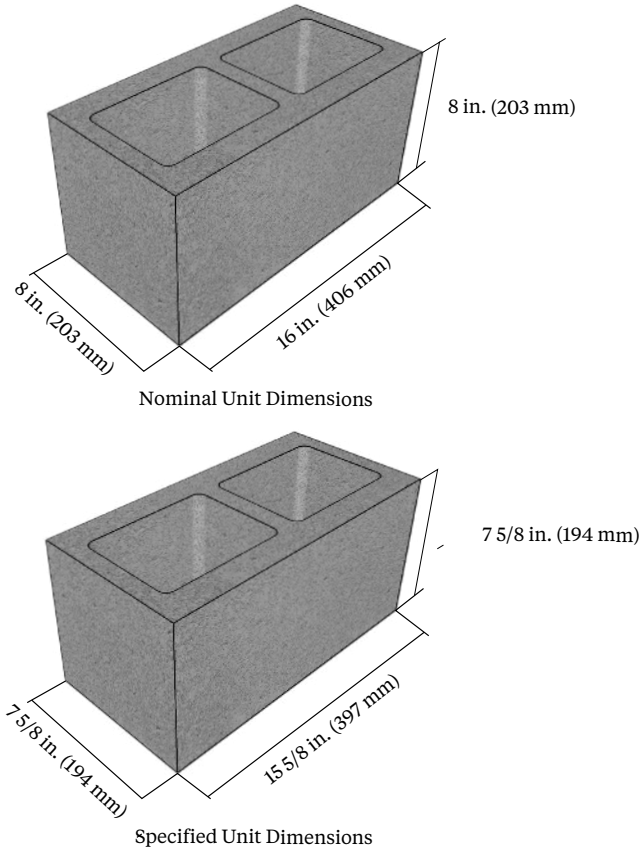 8 in. (203 mm)
8 in. (203 mm)
16 in. (406 mm)
Nominal Unit Dimensions
7 5/8 in. (194 mm)
7 5/8 in. (194 mm)
15 5/8 in. (397 mm)
Specified Unit Dimensions